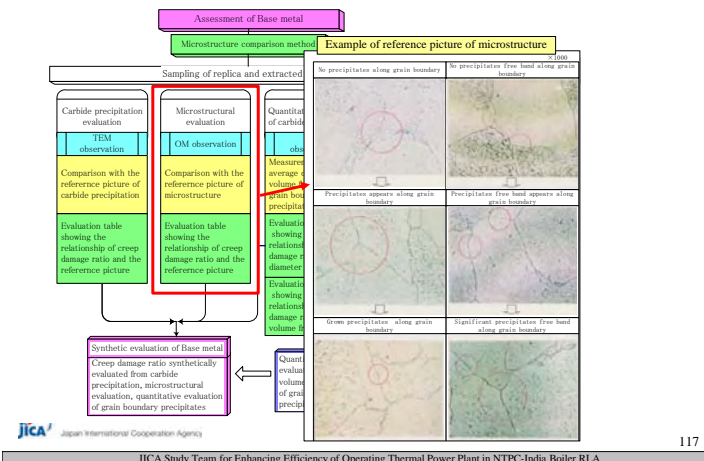 Assessment of Base metal
Microstructure comparison method
Sampling of replica and extracted
Carbide precipitation
evaluation
TEM
observation
Comparison with the
referernce picture of
carbide precipitation
Evaluation table
showing the
relationship of creep
damage ratio and the
referernce picture
Microstructural
evaluation
OM observation
Comparison with the
referernce picture of
microstructure
Evaluation table
showing the
relationship of creep
damage ratio and the
referernce picture
Quantitat
of carbide
obs
Measurem
average d
volume f
grain bou
precipitat
Evaluatio
showing
relationsh
damage r
diameter
Evaluatio
showing
relationsh
damage r
volume f
Synthetic evaluation of Base metal
Creep damage ratio synthetically
evaluated from carbide
precipitation, microstructural
evaluation, quantitative evaluation
of grain boundary precipitates
Quanti
evalua
volume
of grai
precip
Example of reference picture of microstructure
×1000
No precipitates along grain boundary
No precipitates free band along grain
boundary
Precipitates appears along grain
boundary
Precipitates free band appears along
grain boundary
Grown precipitates along grain
boundary
Significant precipitates free band
along grain boundary
JICA Japan International Cooperation Agency
117
JICA Study Team for Enhancing Efficiency of Operating Thermal Power Plant in NTPC-India Boiler RLA